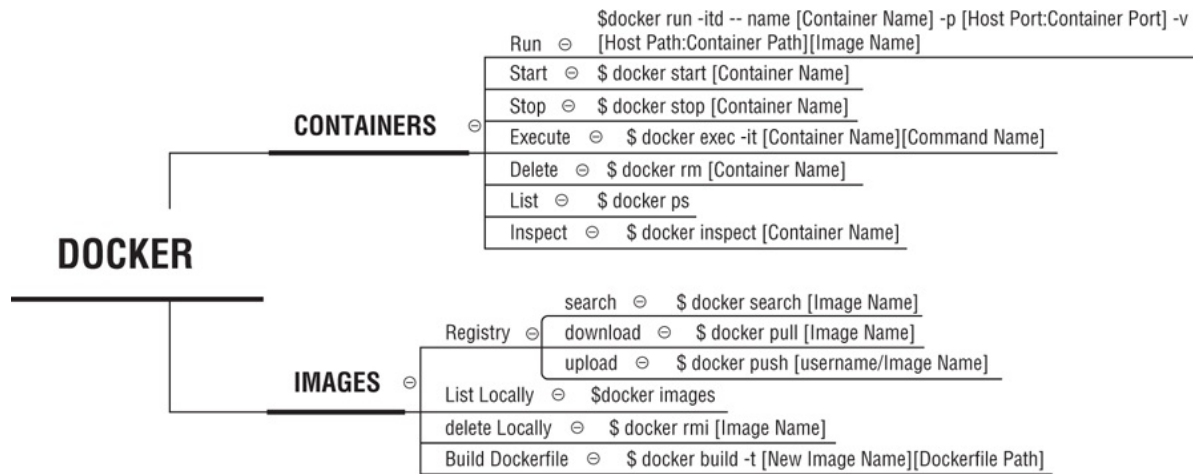 $docker run -itd -- name [Container Name] -p [Host Port:Container Port] -v
Run ⊝ [Host Path:Container Path][Image Name]
Start ⊝ $ docker start [Container Name]
Stop ⊝ $ docker stop [Container Name]
CONTAINERS ⊝
Execute ⊝ $ docker exec -it [Container Name][Command Name]
Delete ⊝ $ docker rm [Container Name]
List ⊝ $ docker ps
Inspect ⊝ $ docker inspect [Container Name]
DOCKER
search ⊝ $ docker search [Image Name]
Registry ⊝ download ⊝ $ docker pull [Image Name]
upload ⊝ $ docker push [username/Image Name]
IMAGES ⊝
List Locally ⊝ $docker images
delete Locally ⊝ $ docker rmi [Image Name]
Build Dockerfile ⊝ $ docker build -t [New Image Name][Dockerfile Path]